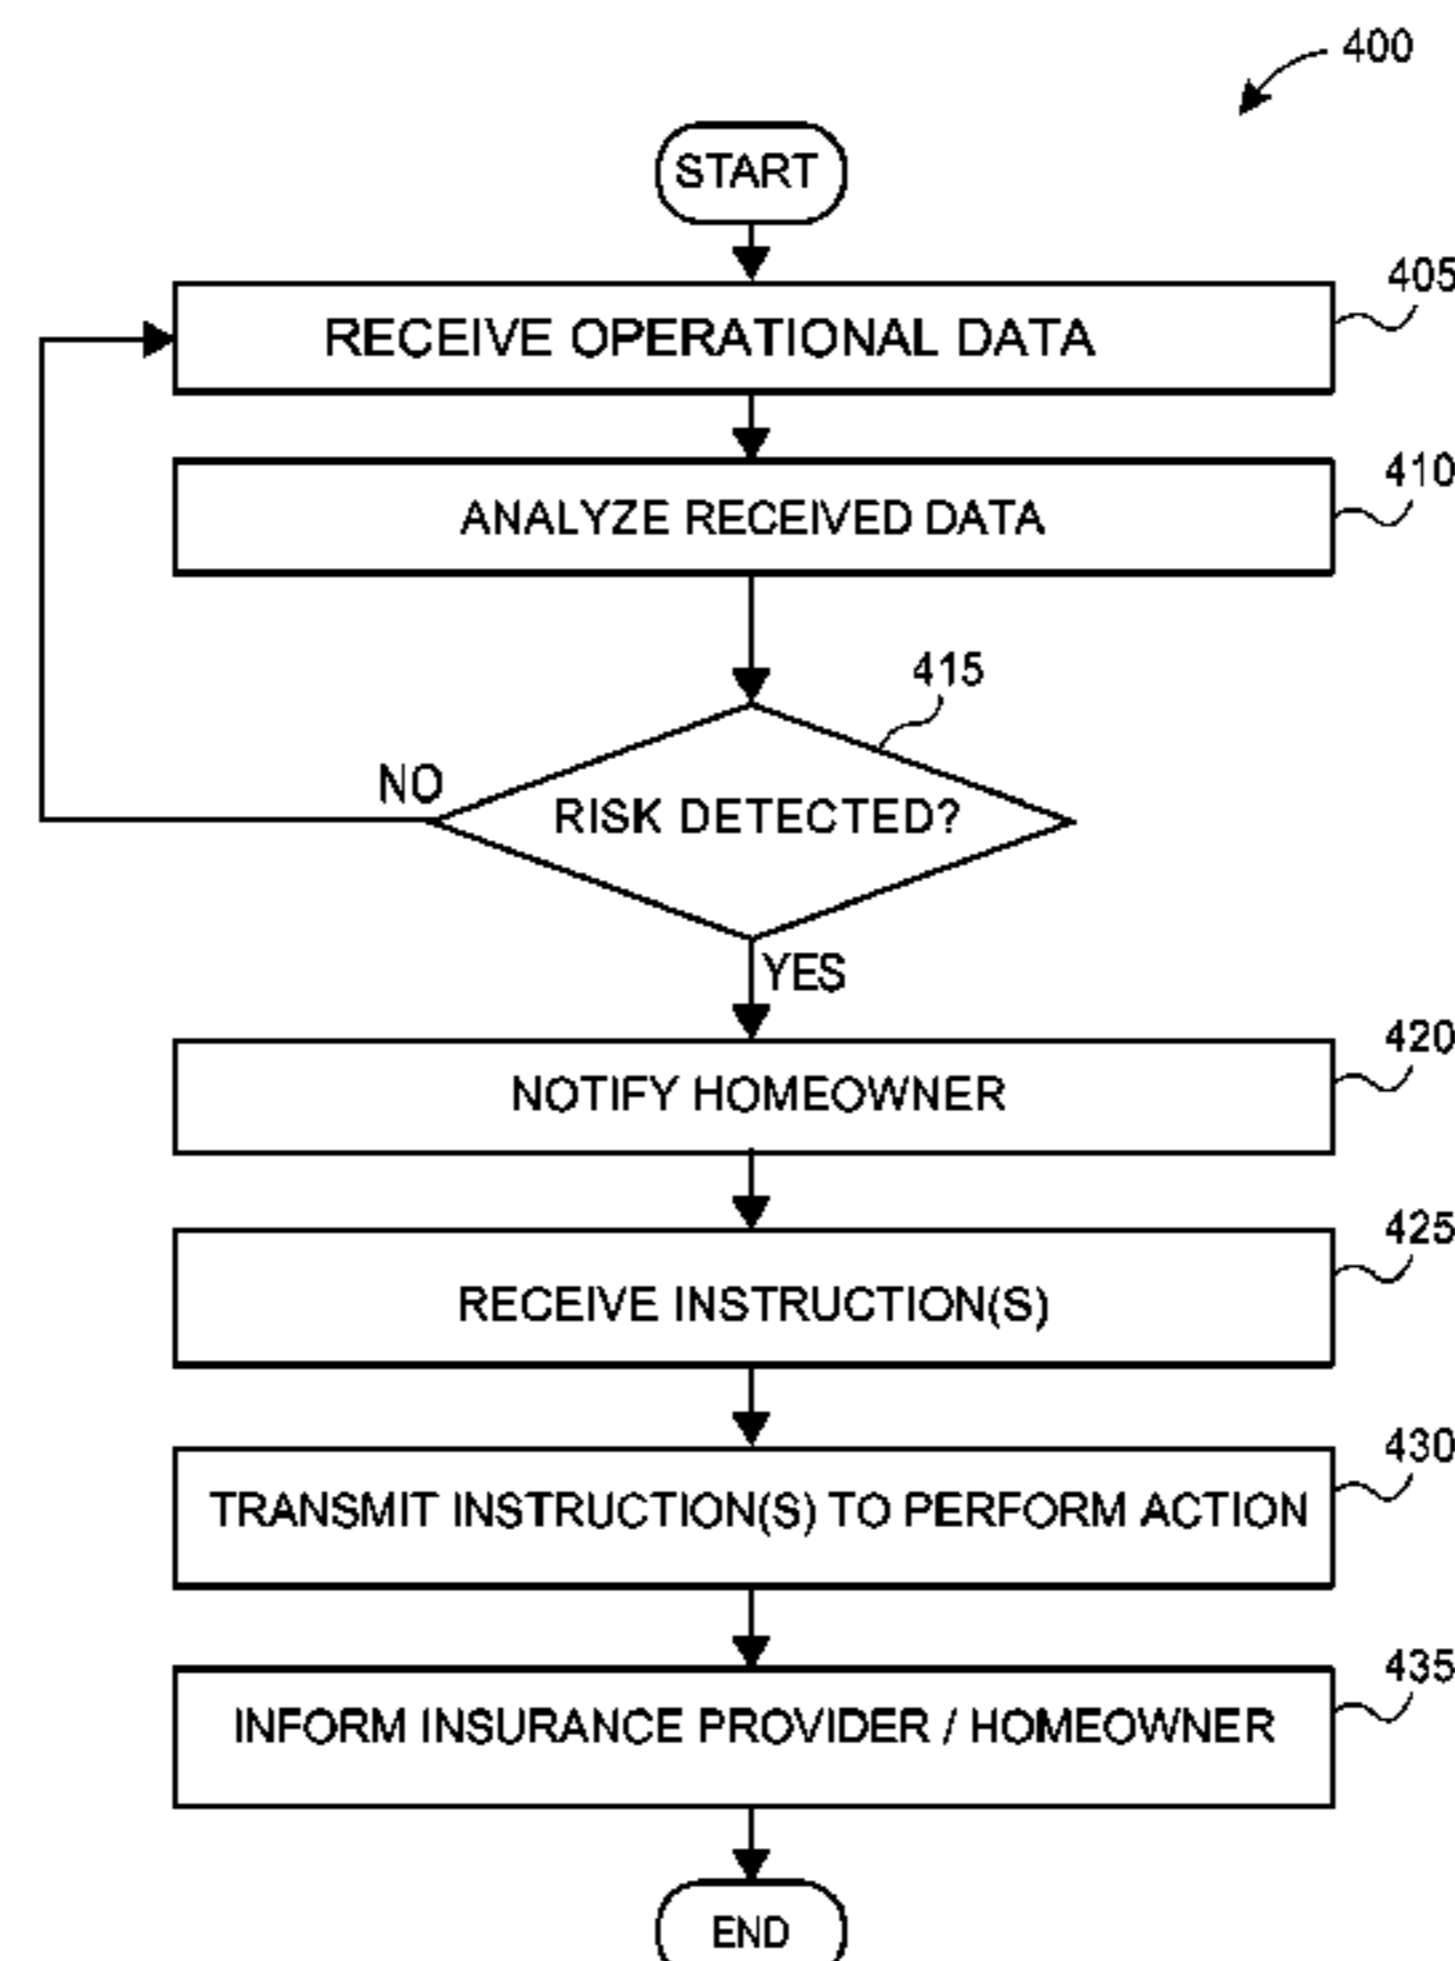 400
START
405
RECEIVE OPERATIONAL DATA
410
ANALYZE RECEIVED DATA
415
NO
RISK DETECTED?
YES
420
NOTIFY HOMEOWNER
425
RECEIVE INSTRUCTION(S)
430
TRANSMIT INSTRUCTION(S) TO PERFORM ACTION
435
INFORM INSURANCE PROVIDER / HOMEOWNER
END